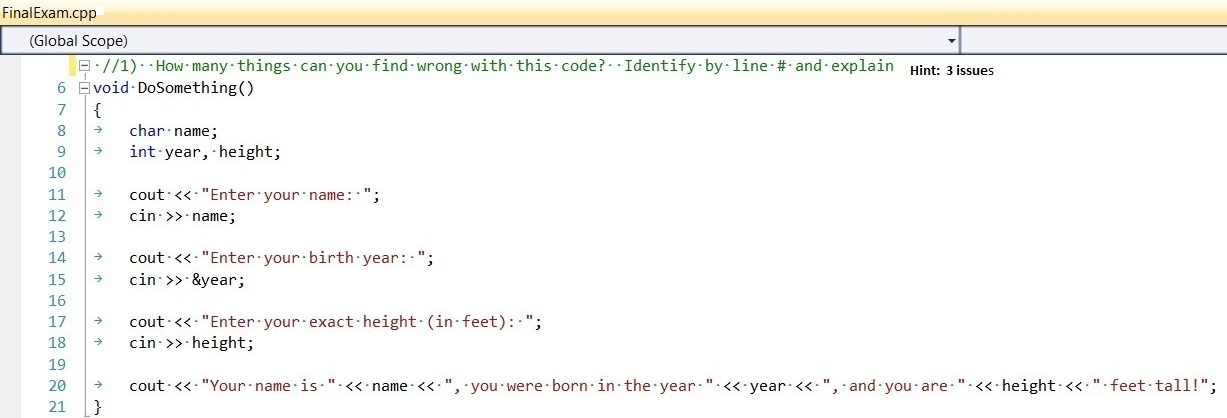 FinalExam.cpp
(Global Scope)
//1)  How many things can you find wrong with this code?  Identify by line # and explain Hint: 3 issues
6 void DoSomething()
7 {
8 char name;
9 int year, height;
10
11 cout << "Enter your name: ";
12 cin >> name;
13
14 cout << "Enter your birth year: ";
15 cin >> &year;
16
17 cout << "Enter your exact height (in feet): ";
18 cin >> height;
19
20 cout << "Your name is " << name << ", you were born in the year " << year << ", and you are " << height << " feet tall!";
21 }